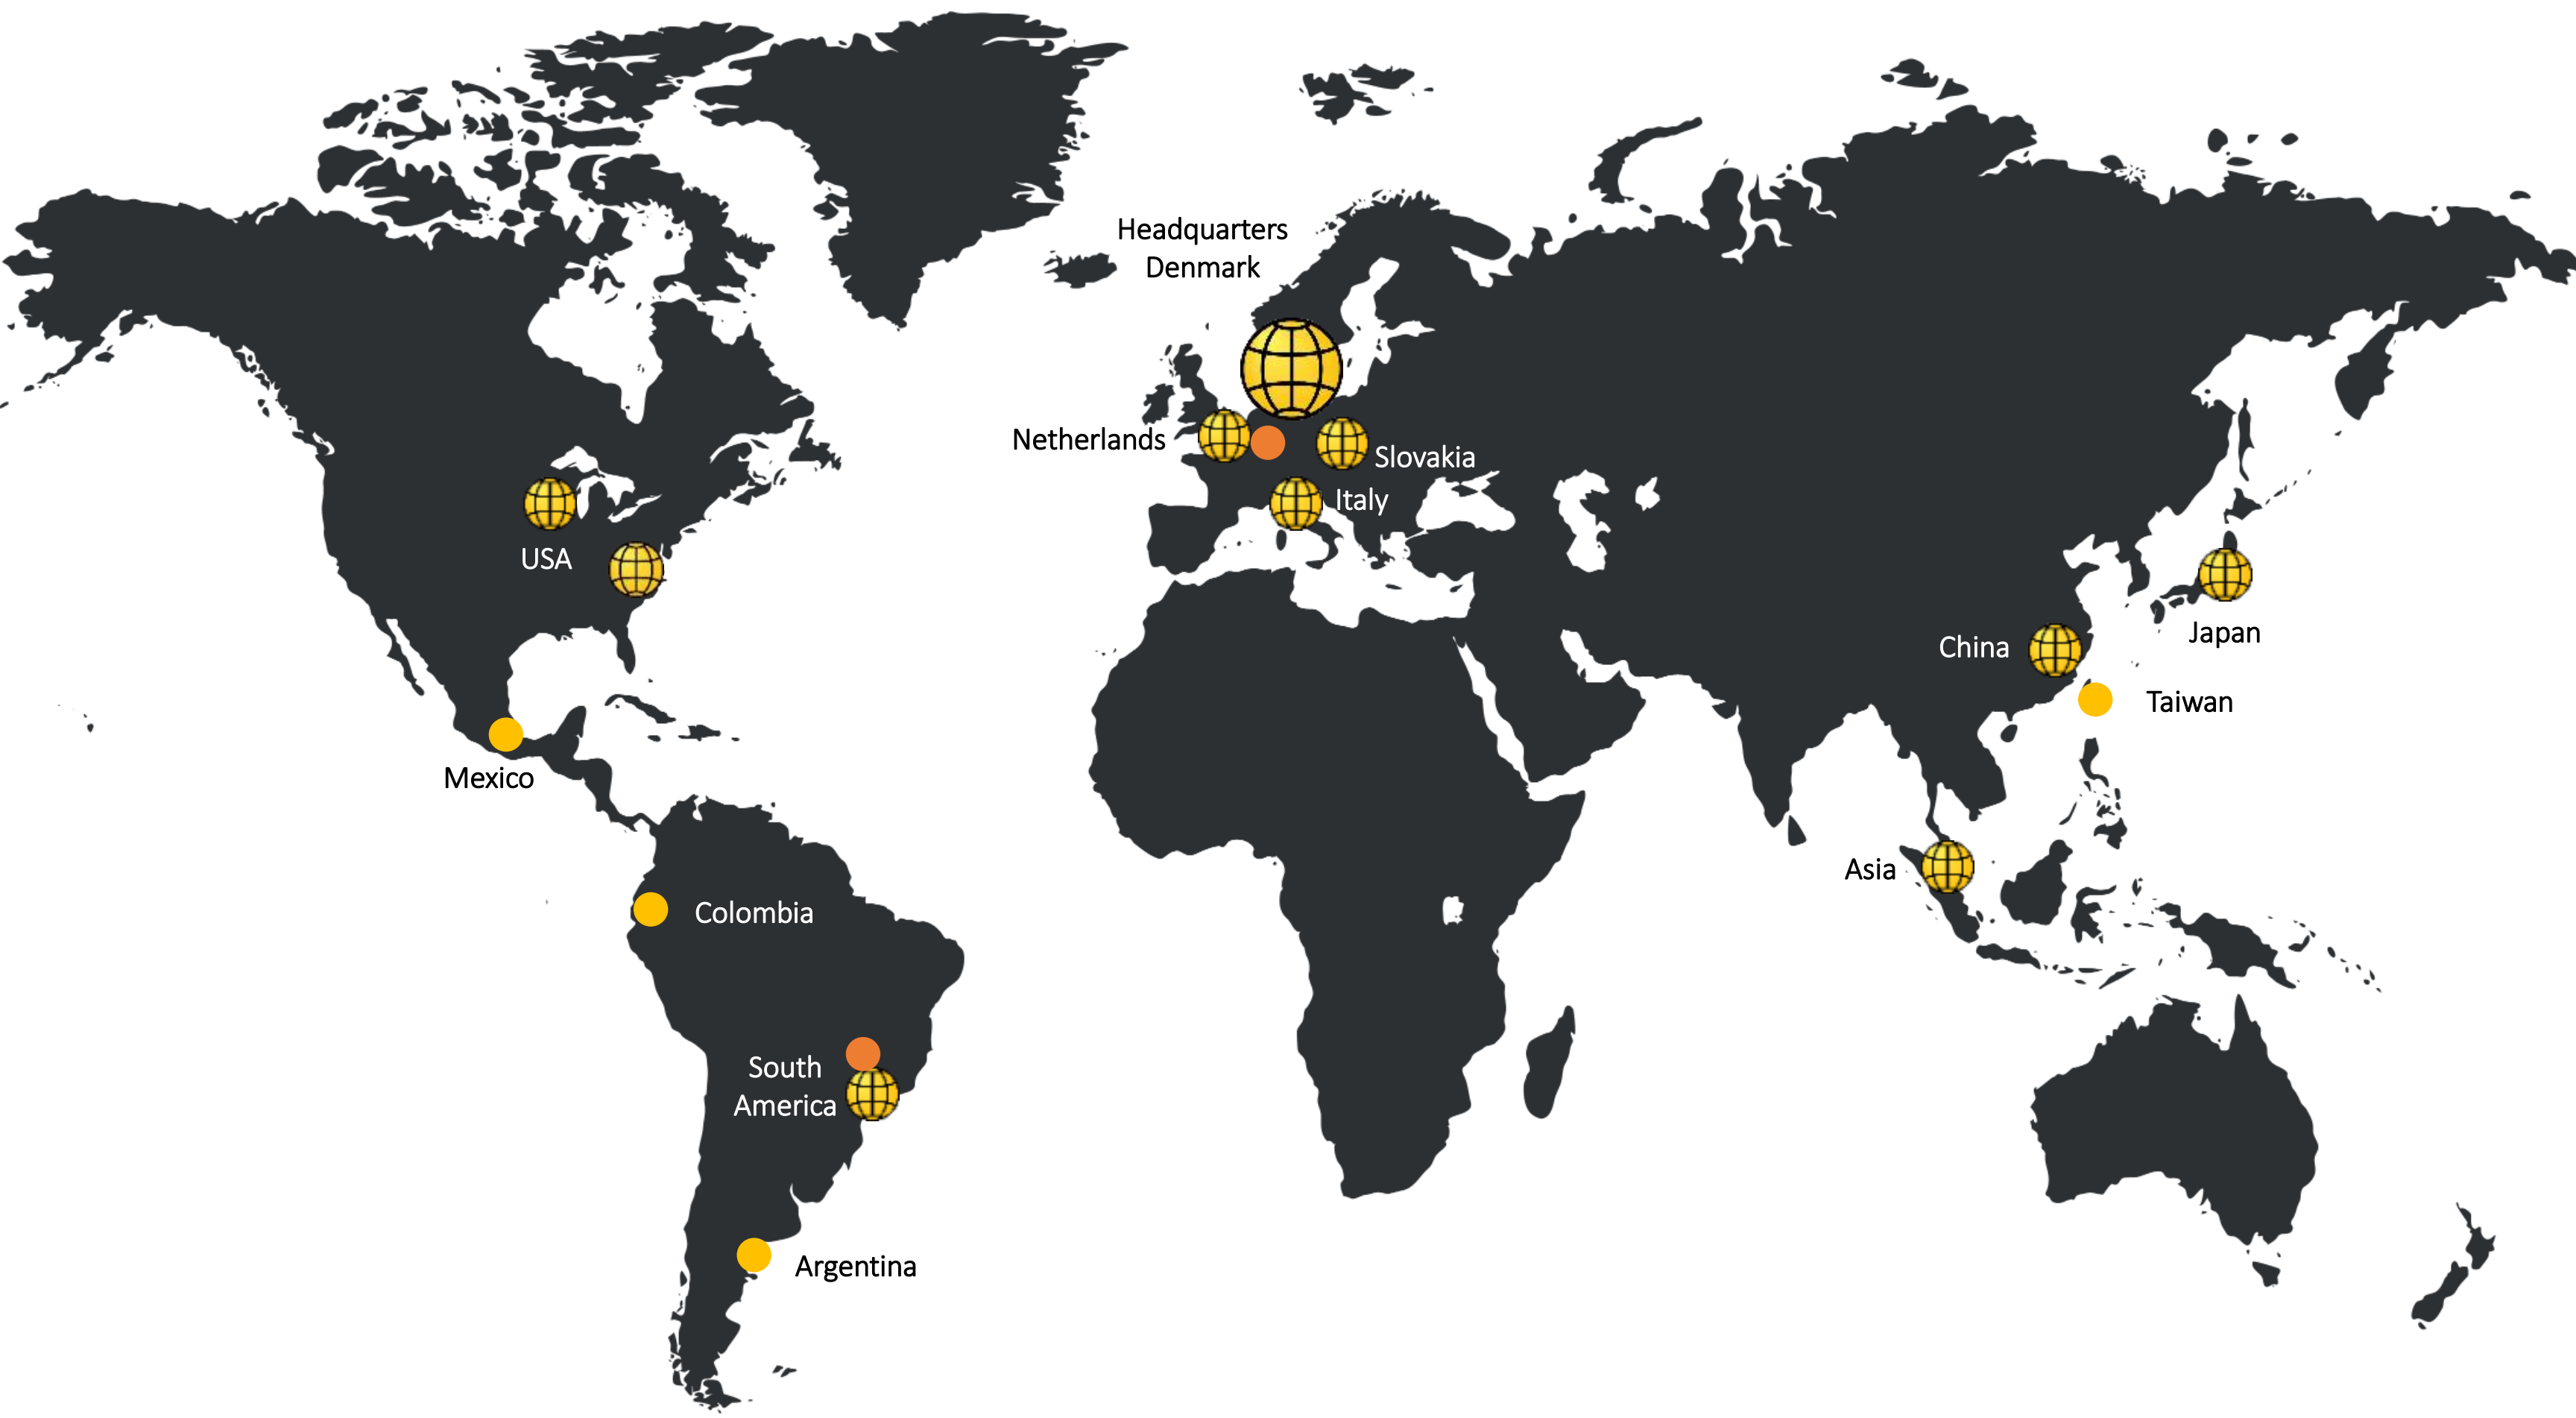 Headquarters
Denmark
Netherlands
Slovakia
Italy
USA
Japan
China
Taiwan
Mexico
Asia
Colombia
South
America
Argentina